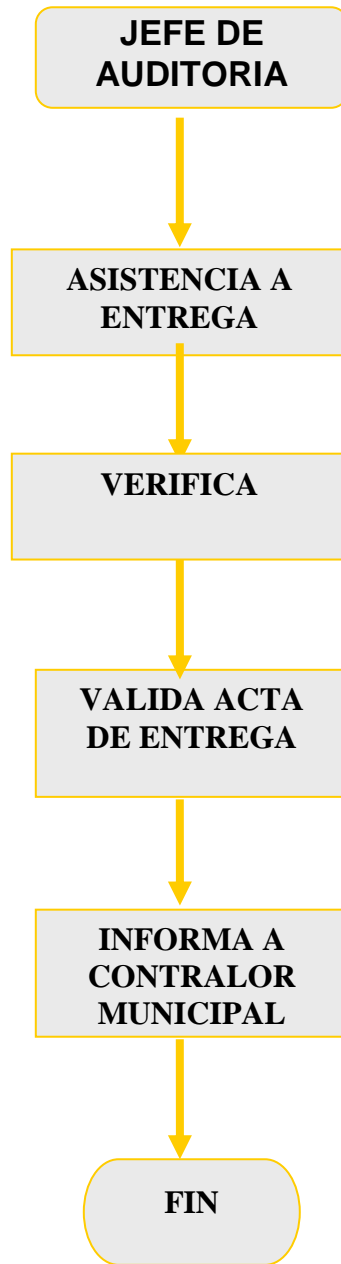 JEFE DE
AUDITORIA
ASISTENCIA A
ENTREGA
VERIFICA
VALIDA ACTA
DE ENTREGA
INFORMA A
CONTRALOR
MUNICIPAL
FIN